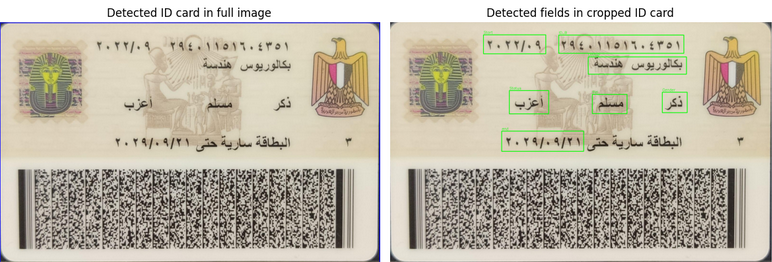 Detected ID card in full image
٢٠٢٢/٠٩ ٢٩٤٠١١٥١٦٠٤٣٥١
بكالوريوس هندسة
ذكر مسلم أعزب
البطاقة سارية حتى ٢٠٢٩/٠٩/٢١ ٣
Detected fields in cropped ID card
٢٠٢٢/٠٩ ٢٩٤٠١١٥١٦٠٤٣٥١
بكالوريوس هندسة
ذكر مسلم أعزب
البطاقة سارية حتى ٢٠٢٩/٠٩/٢١ ٣